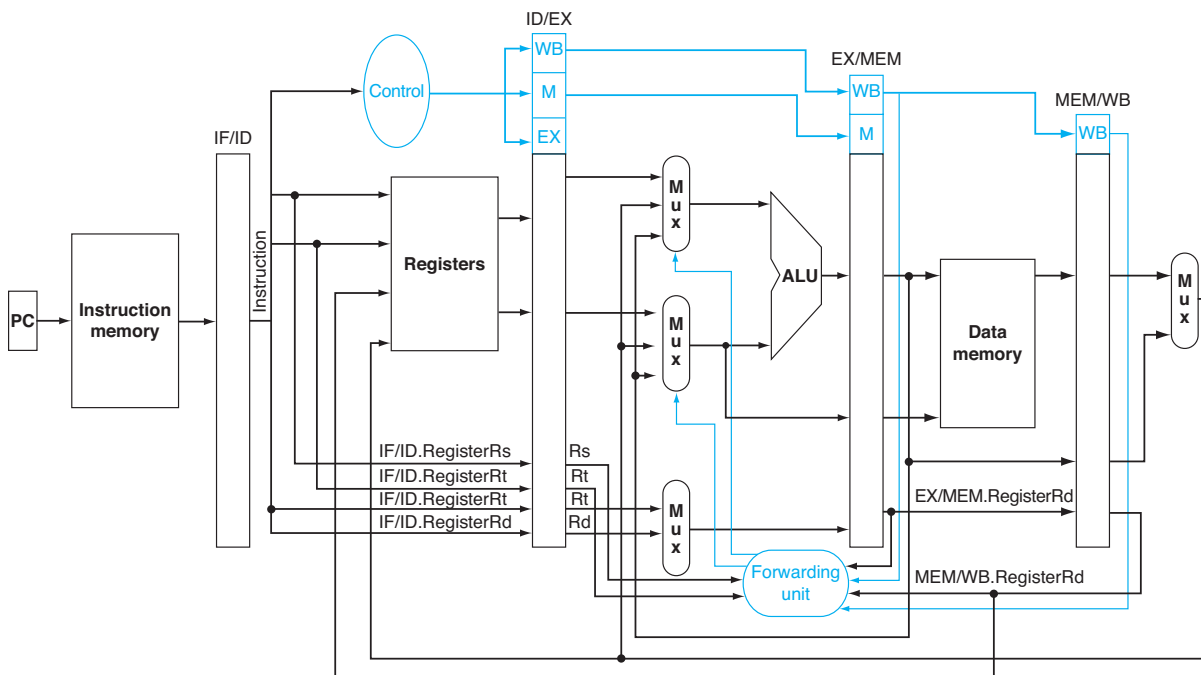 ID/EX
WB
EX/MEM
Control
M
WB
MEM/WB
IF/ID
EX
M
WB
Mux
Registers
Instruction
ALU
PC
Instruction
memory
Mux
Data
memory
Mux
IF/ID.RegisterRs
Rs
IF/ID.RegisterRt
Rt
IF/ID.RegisterRt
Rt
IF/ID.RegisterRd
Rd
Mux
EX/MEM.RegisterRd
Forwarding
unit
MEM/WB.RegisterRd